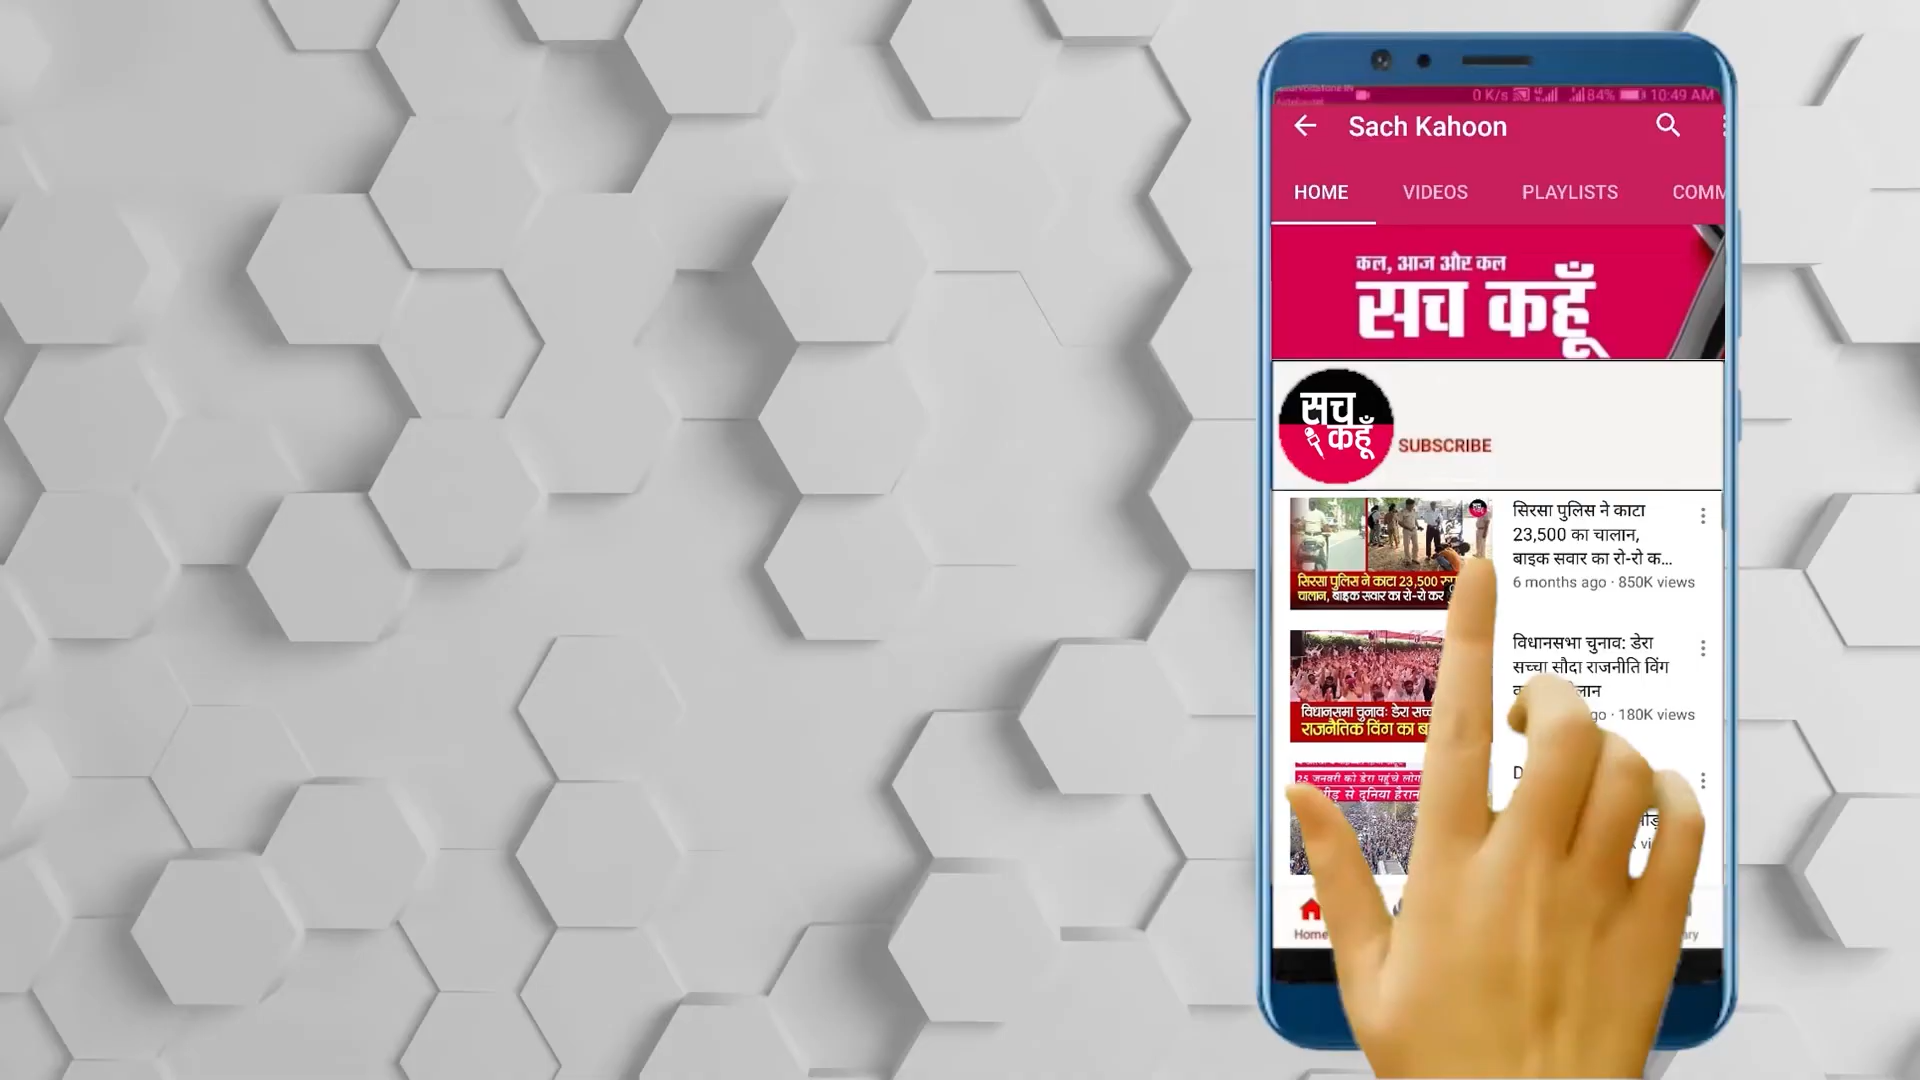 0 K/s 84% 10:49 AM
Sach Kahoon
HOME VIDEOS PLAYLISTS COMM
कल, आज और कल
सच कहूँ
सच
कहूँ
SUBSCRIBE
सिरसा पुलिस ने काटा 23,500
चालान, बाइक सवार का रो-रो कर
सिरसा पुलिस ने काटा
23,500 का चालान,
बाइक सवार का रो-रो क...
6 months ago · 850K views
विधानसभा चुनावः डेरा
राजनैतिक विंग का
विधानसभा चुनाव: डेरा
सच्चा सौदा राजनीति विंग
180K views
25 जनवरी को डेरा पहुंचे
से दुनिया हैरान
Home